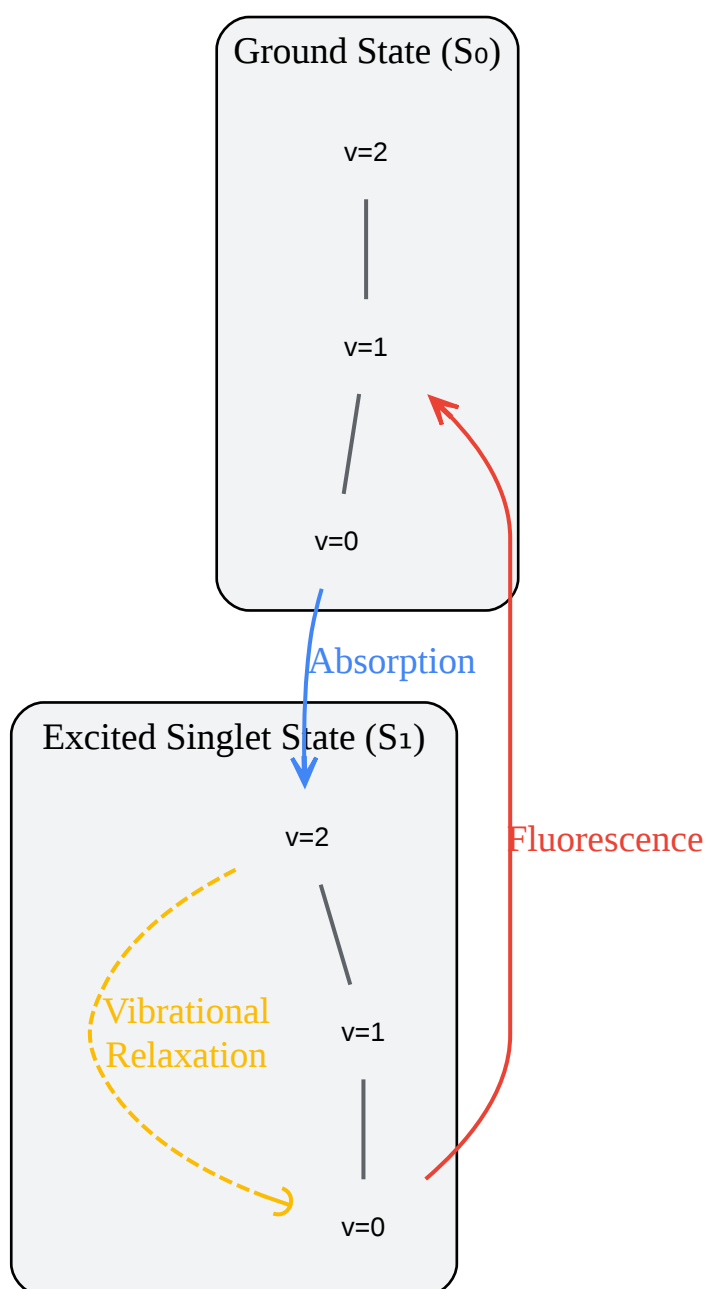 Ground State (S₀)
v=2
v=1
v=0
Absorption
Excited Singlet State (S₁)
v=2
Fluorescence
Vibrational
Relaxation
v=1
v=0